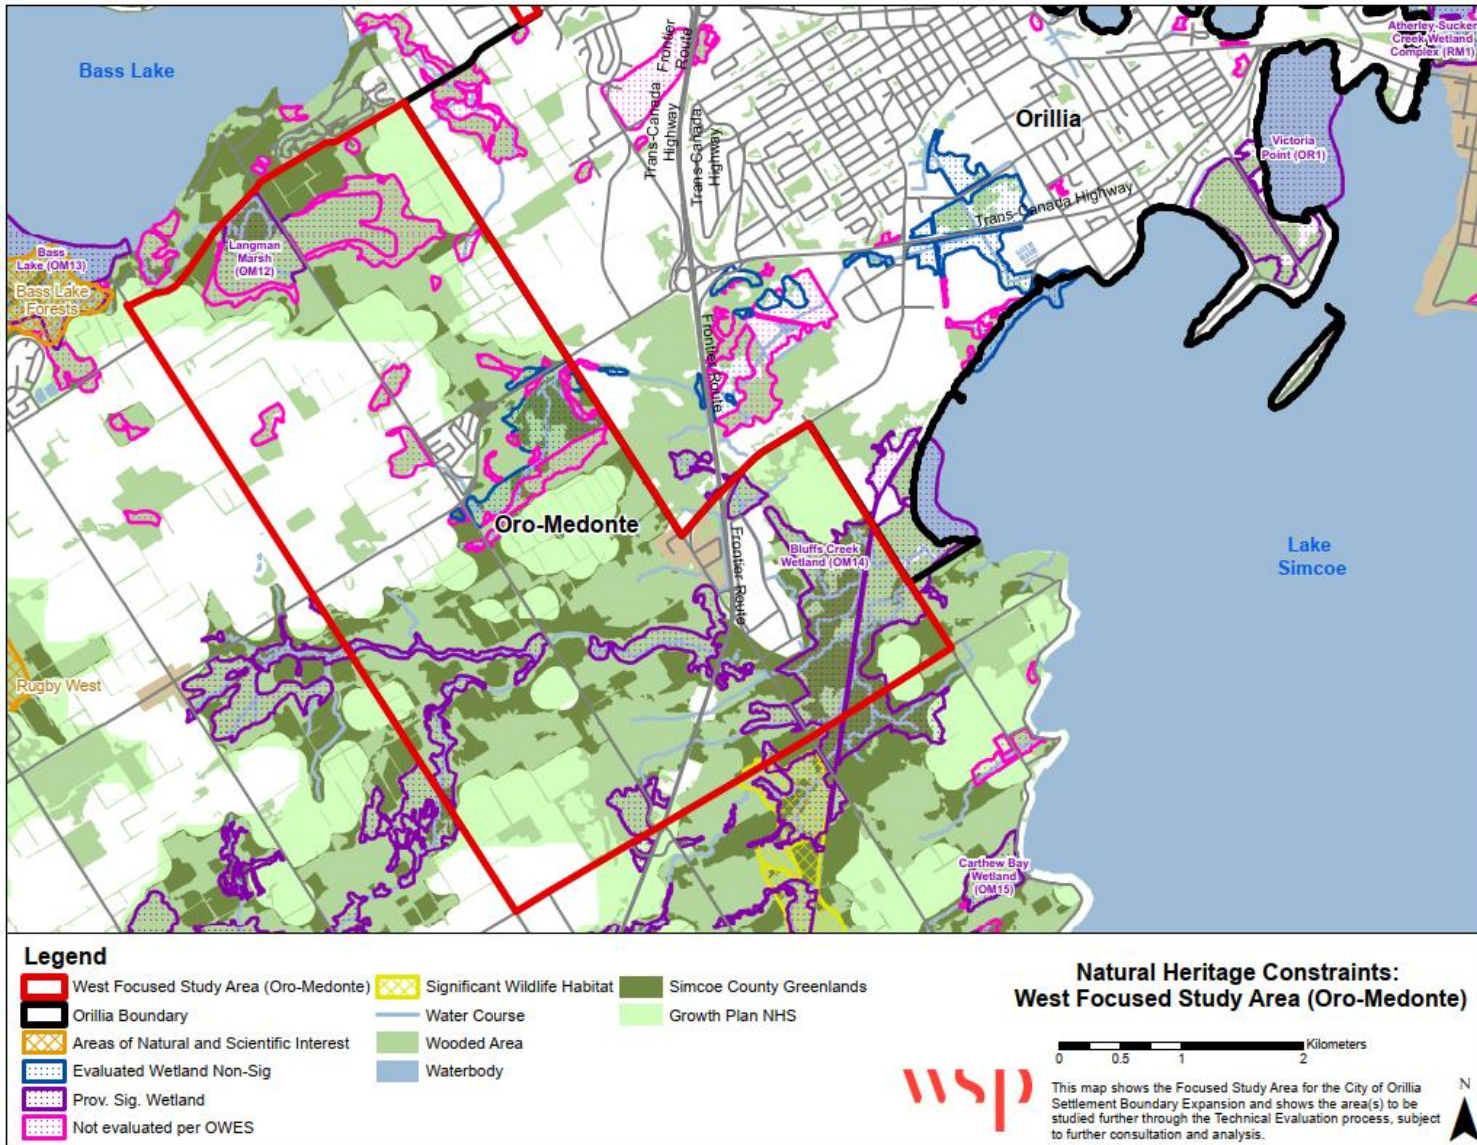 Bass Lake
Trans-Canada
Highway
Frontier
Route
Trans-Canada
Highway
Orillia
Atherley-Sucker
Creek Wetland
Complex (RM1)
Victoria
Point (OR1)
Trans-Canada Highway
Bass
Lake (OM13)
Bass Lake
Forests
Langman
Marsh
(OM12)
Frontier Route
Oro-Medonte
Frontier Route
Bluffs Creek
Wetland (OM14)
Lake
Simcoe
Rugby West
Carthew Bay
Wetland
(OM15)
Legend
West Focused Study Area (Oro-Medonte)
Orillia Boundary
Areas of Natural and Scientific Interest
Evaluated Wetland Non-Sig
Prov. Sig. Wetland
Not evaluated per OWES
Significant Wildlife Habitat
Water Course
Wooded Area
Waterbody
Simcoe County Greenlands
Growth Plan NHS
Natural Heritage Constraints:
West Focused Study Area (Oro-Medonte)
Kilometers
0 0.5 1 2
wsp
This map shows the Focused Study Area for the City of Orillia
Settlement Boundary Expansion and shows the area(s) to be
studied further through the Technical Evaluation process, subject
to further consultation and analysis.
N